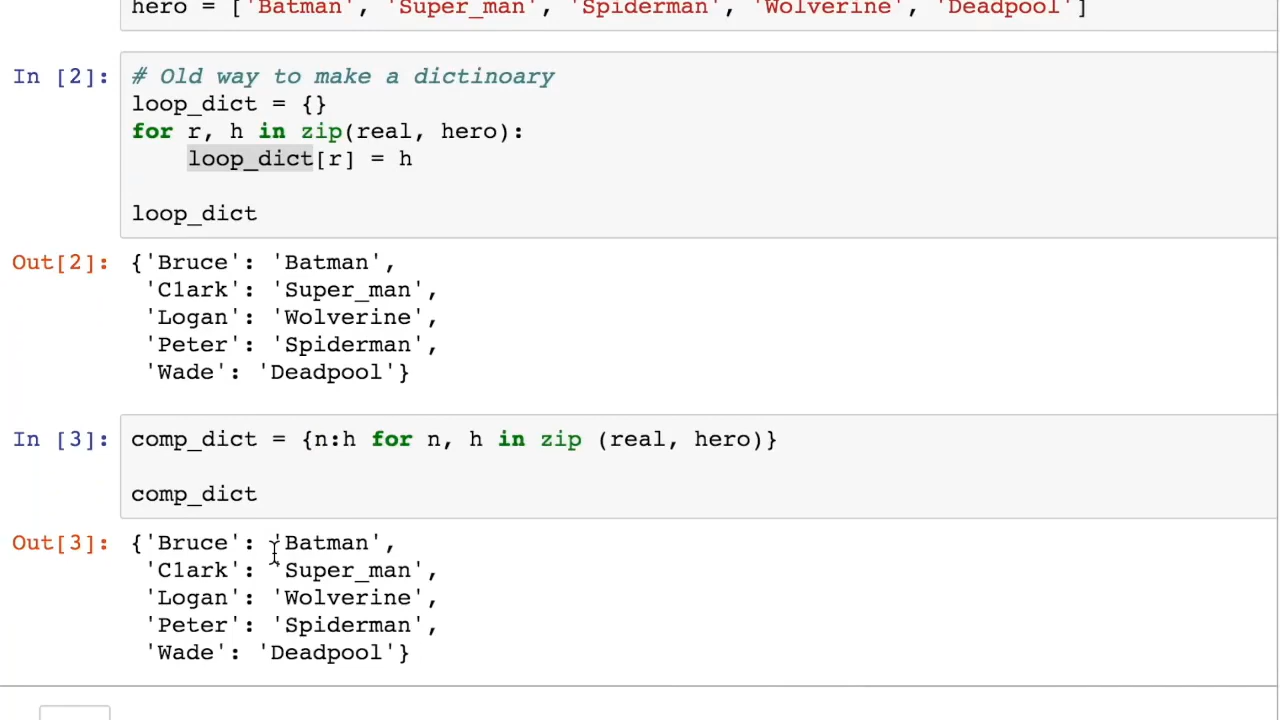 hero = ['Batman', 'Super_man', 'Spiderman', 'Wolverine', 'Deadpool']
In [2]: # Old way to make a dictinoary
loop_dict = {}
for r, h in zip(real, hero):
    loop_dict[r] = h
loop_dict
Out[2]: {'Bruce': 'Batman',
'Clark': 'Super_man',
'Logan': 'Wolverine',
'Peter': 'Spiderman',
'Wade': 'Deadpool'}
In [3]: comp_dict = {n:h for n, h in zip (real, hero)}
comp_dict
Out[3]: {'Bruce': 'Batman',
'Clark': 'Super_man',
'Logan': 'Wolverine',
'Peter': 'Spiderman',
'Wade': 'Deadpool'}